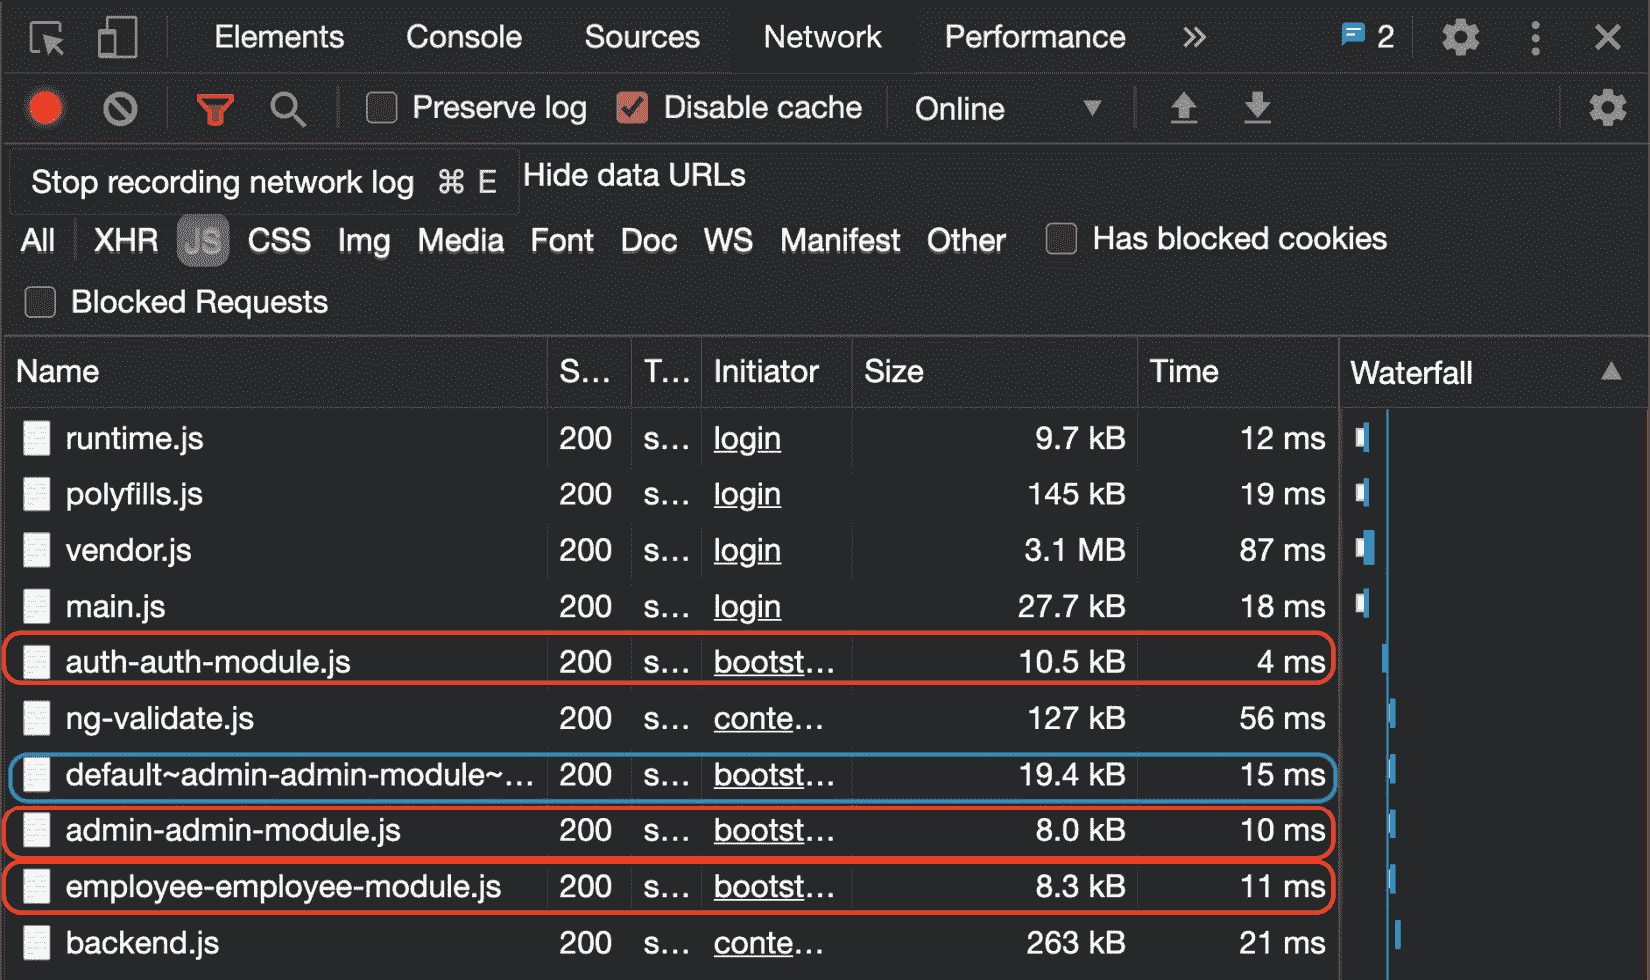 Elements Console Sources Network Performance » 2
Preserve log Disable cache Online
Stop recording network log ⌘ E Hide data URLs
All XHR JS CSS Img Media Font Doc WS Manifest Other Has blocked cookies
Blocked Requests
Name S... T... Initiator Size Time Waterfall
runtime.js 200 s... login 9.7 kB 12 ms
polyfills.js 200 s... login 145 kB 19 ms
vendor.js 200 s... login 3.1 MB 87 ms
main.js 200 s... login 27.7 kB 18 ms
auth-auth-module.js 200 s... bootst... 10.5 kB 4 ms
ng-validate.js 200 s... conte... 127 kB 56 ms
default~admin-admin-module~... 200 s... bootst... 19.4 kB 15 ms
admin-admin-module.js 200 s... bootst... 8.0 kB 10 ms
employee-employee-module.js 200 s... bootst... 8.3 kB 11 ms
backend.js 200 s... conte... 263 kB 21 ms